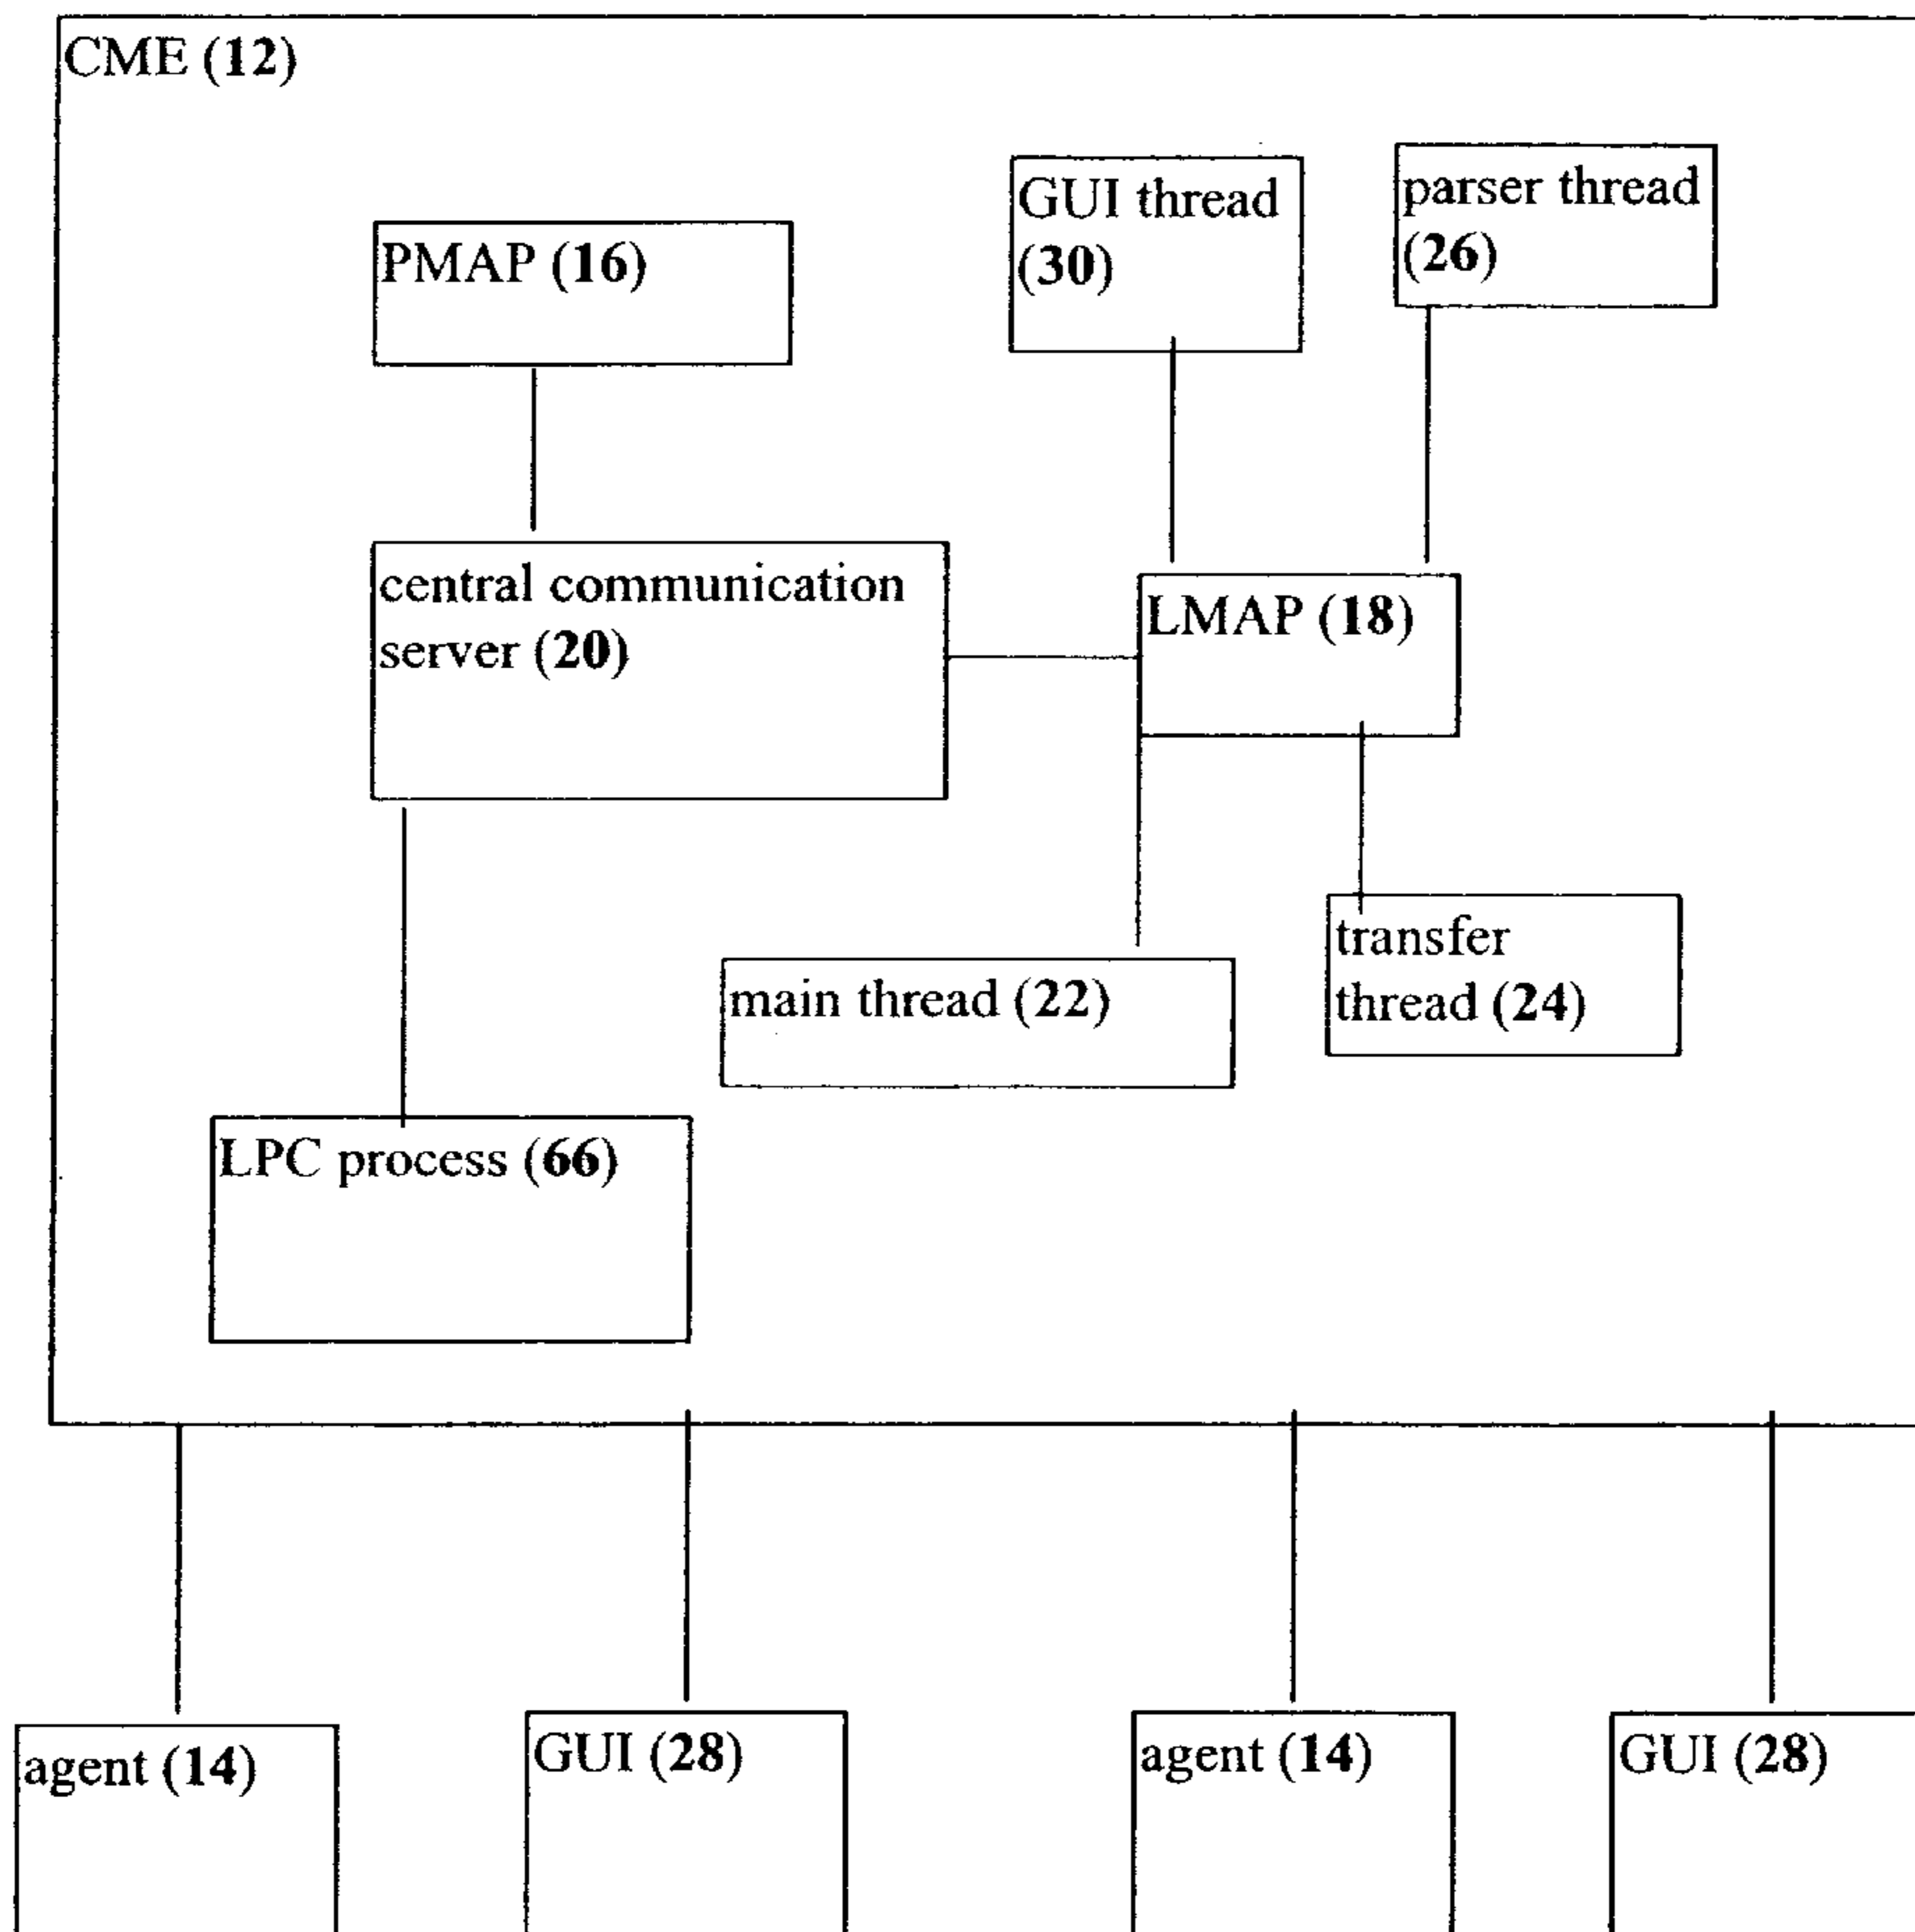 CME (12)
GUI thread
(30)
parser thread
(26)
PMAP (16)
central communication
server (20)
LMAP (18)
main thread (22)
transfer
thread (24)
LPC process (66)
agent (14)
GUI (28)
agent (14)
GUI (28)